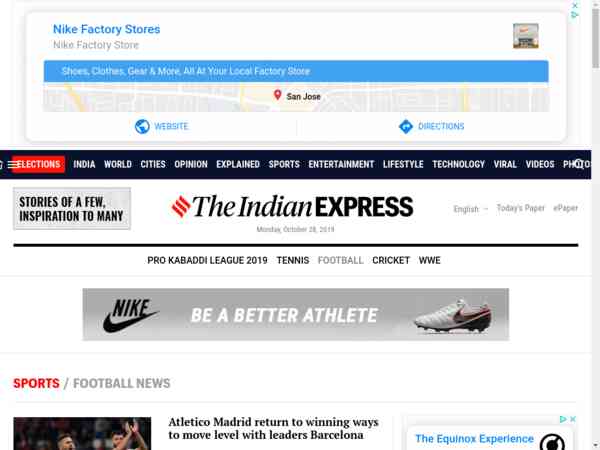 Nike Factory Stores
Nike Factory Store
Shoes, Clothes, Gear & More, All At Your Local Factory Store
San Jose
WEBSITE
DIRECTIONS
ELECTIONS INDIA WORLD CITIES OPINION EXPLAINED SPORTS ENTERTAINMENT LIFESTYLE TECHNOLOGY VIRAL VIDEOS PHOTOS
STORIES OF A FEW,
INSPIRATION TO MANY
The Indian EXPRESS
Monday, October 28, 2019
English
Today's Paper
ePaper
PRO KABADDI LEAGUE 2019 TENNIS FOOTBALL CRICKET WWE
NIKE
BE A BETTER ATHLETE
SPORTS / FOOTBALL NEWS
Atletico Madrid return to winning ways
to move level with leaders Barcelona
The Equinox Experience